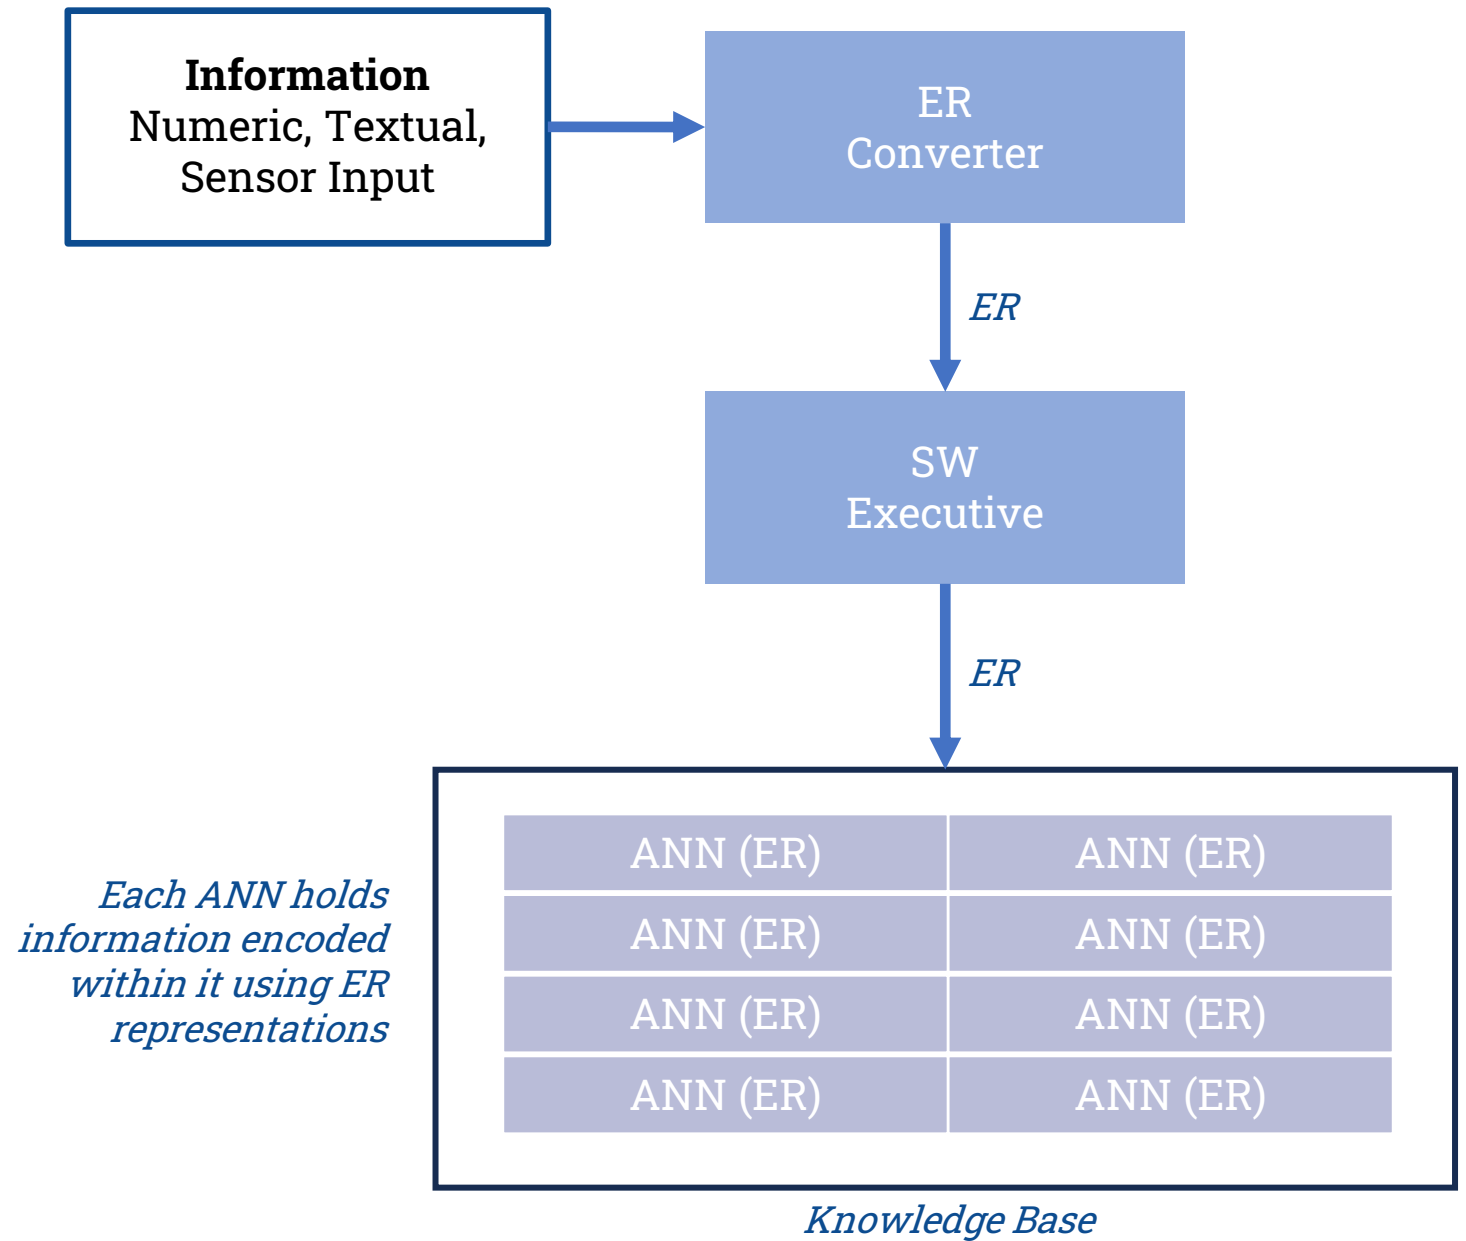 Information
Numeric, Textual,
Sensor Input
ER
Converter
ER
SW
Executive
ER
Each ANN holds
information encoded
within it using ER
representations
ANN (ER) ANN (ER)
ANN (ER) ANN (ER)
ANN (ER) ANN (ER)
ANN (ER) ANN (ER)
Knowledge Base